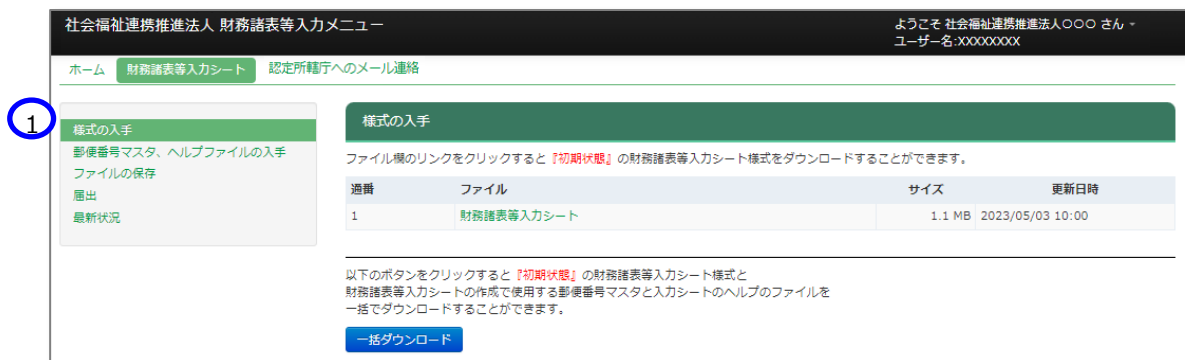 社会福祉連携推進法人 財務諸表等入力メニュー
ようこそ 社会福祉連携推進法人○○○ さん
ユーザー名:XXXXXXXX
ホーム 財務諸表等入力シート 認定所轄庁へのメール連絡
1
様式の入手
郵便番号マスタ、ヘルプファイルの入手
ファイルの保存
届出
最新状況
様式の入手
ファイル欄のリンクをクリックすると『初期状態』の財務諸表等入力シート様式をダウンロードすることができます。
通番 ファイル サイズ 更新日時
1 財務諸表等入力シート 1.1 MB 2023/05/03 10:00
以下のボタンをクリックすると『初期状態』の財務諸表等入力シート様式と
財務諸表等入力シートの作成で使用する郵便番号マスタと入力シートのヘルプのファイルを
一括でダウンロードすることができます。
一括ダウンロード